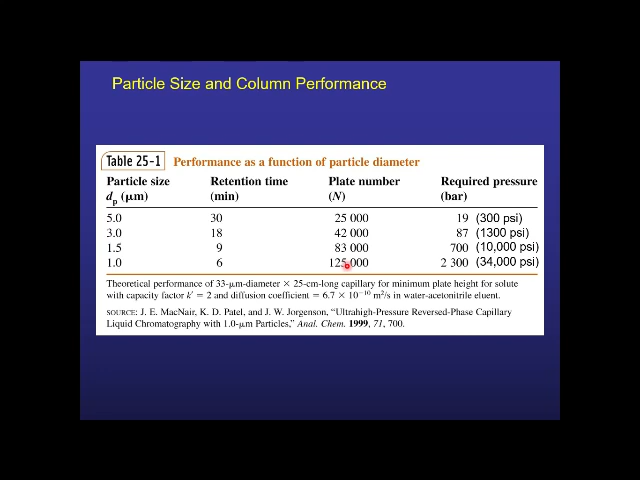 Particle Size and Column Performance
Table 25-1 Performance as a function of particle diameter
Particle size Retention time Plate number Required pressure
dp (μm) (min) (N) (bar)
5.0 30 25 000 19 (300 psi)
3.0 18 42 000 87 (1300 psi)
1.5 9 83 000 700 (10,000 psi)
1.0 6 125 000 2 300 (34,000 psi)
Theoretical performance of 33-μm-diameter × 25-cm-long capillary for minimum plate height for solute
with capacity factor k′ = 2 and diffusion coefficient = 6.7 × 10⁻¹⁰ m²/s in water-acetonitrile eluent.
SOURCE: J. E. MacNair, K. D. Patel, and J. W. Jorgenson, “Ultrahigh-Pressure Reversed-Phase Capillary
Liquid Chromatography with 1.0-μm Particles,” Anal. Chem. 1999, 71, 700.